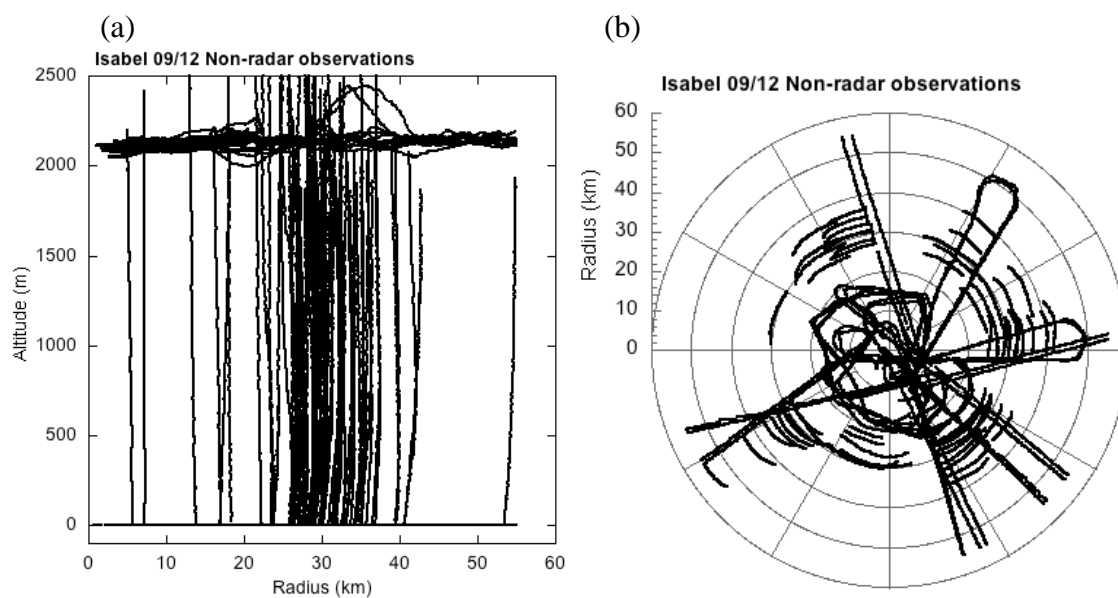 (a)
Isabel 09/12 Non-radar observations
2500
2000
1500
1000
500
0
Altitude (m)
0 10 20 30 40 50 60
Radius (km)
(b)
Isabel 09/12 Non-radar observations
60
50
40
30
20
10
0
Radius (km)